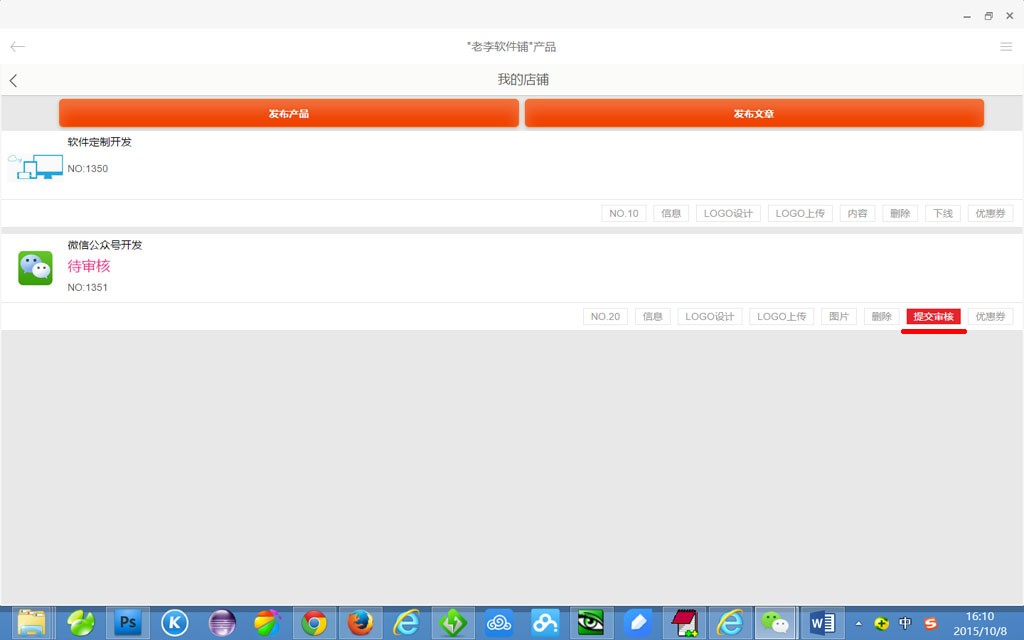 "老李软件铺"产品
我的店铺
发布产品 发布文章
软件定制开发
NO:1350
NO.10 信息 LOGO设计 LOGO上传 内容 删除 下线 优惠券
微信公众号开发
待审核
NO:1351
NO.20 信息 LOGO设计 LOGO上传 图片 删除 提交审核 优惠券
Ps K W 中 S
16:10
2015/10/8